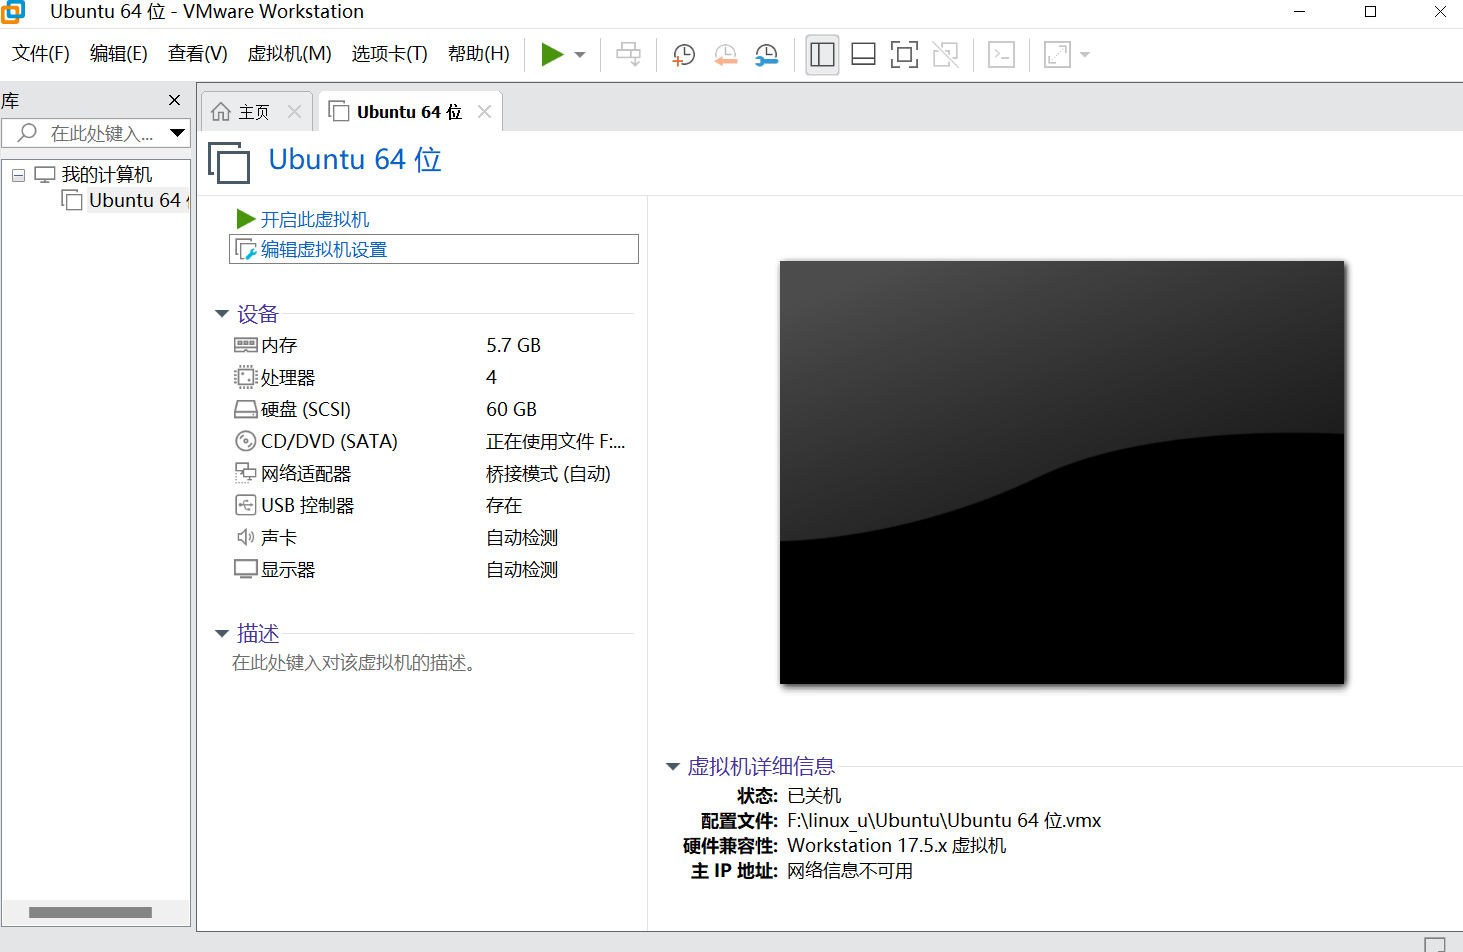 Ubuntu 64 位 - VMware Workstation
文件(F) 编辑(E) 查看(V) 虚拟机(M) 选项卡(T) 帮助(H)
库
在此处键入...
我的计算机
Ubuntu 64
主页
Ubuntu 64 位
Ubuntu 64 位
开启此虚拟机
编辑虚拟机设置
设备
内存 5.7 GB
处理器 4
硬盘 (SCSI) 60 GB
CD/DVD (SATA) 正在使用文件 F:...
网络适配器 桥接模式 (自动)
USB 控制器 存在
声卡 自动检测
显示器 自动检测
描述
在此处键入对该虚拟机的描述。
虚拟机详细信息
状态: 已关机
配置文件: F:\linux_u\Ubuntu\Ubuntu 64 位.vmx
硬件兼容性: Workstation 17.5.x 虚拟机
主 IP 地址: 网络信息不可用